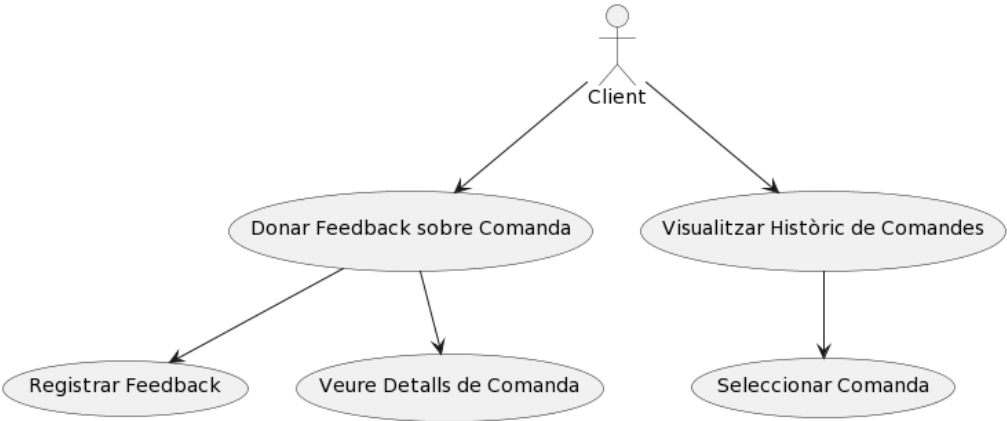 Client
Donar Feedback sobre Comanda
Visualitzar Històric de Comandes
Registrar Feedback
Veure Detalls de Comanda
Seleccionar Comanda